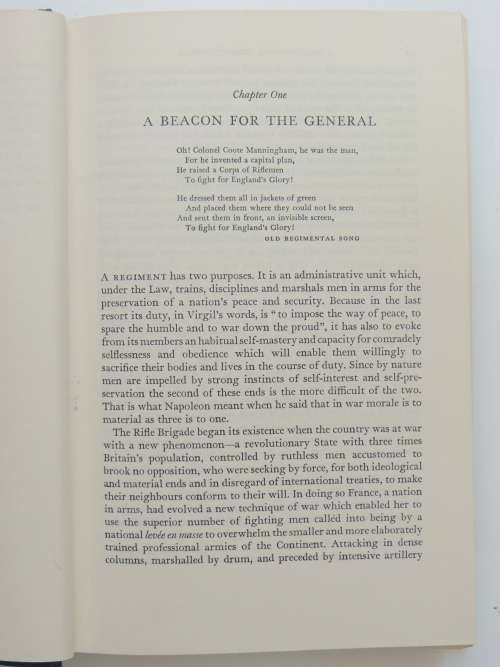 Chapter One
A BEACON FOR THE GENERAL
Oh! Colonel Coote Manningham, he was the man,
For he invented a capital plan,
He raised a Corps of Riflemen
To fight for England's Glory!
He dressed them all in jackets of green
And placed them where they could not be seen
And sent them in front, an invisible screen,
To fight for England's Glory!
OLD REGIMENTAL SONG
A REGIMENT has two purposes. It is an administrative unit which,
under the Law, trains, disciplines and marshals men in arms for the
preservation of a nation's peace and security. Because in the last
resort its duty, in Virgil's words, is "to impose the way of peace, to
spare the humble and to war down the proud", it has also to evoke
from its members an habitual self-mastery and capacity for comradely
selflessness and obedience which will enable them willingly to
sacrifice their bodies and lives in the course of duty. Since by nature
men are impelled by strong instincts of self-interest and self-pre-
servation the second of these ends is the more difficult of the two.
That is what Napoleon meant when he said that in war morale is to
material as three is to one.
The Rifle Brigade began its existence when the country was at war
with a new phenomenon—a revolutionary State with three times
Britain's population, controlled by ruthless men accustomed to
brook no opposition, who were seeking by force, for both ideological
and material ends and in disregard of international treaties, to make
their neighbours conform to their will. In doing so France, a nation
in arms, had evolved a new technique of war which enabled her to
use the superior number of fighting men called into being by a
national levée en masse to overwhelm the smaller and more elaborately
trained professional armies of the Continent. Attacking in dense
columns, marshalled by drum, and preceded by intensive artillery